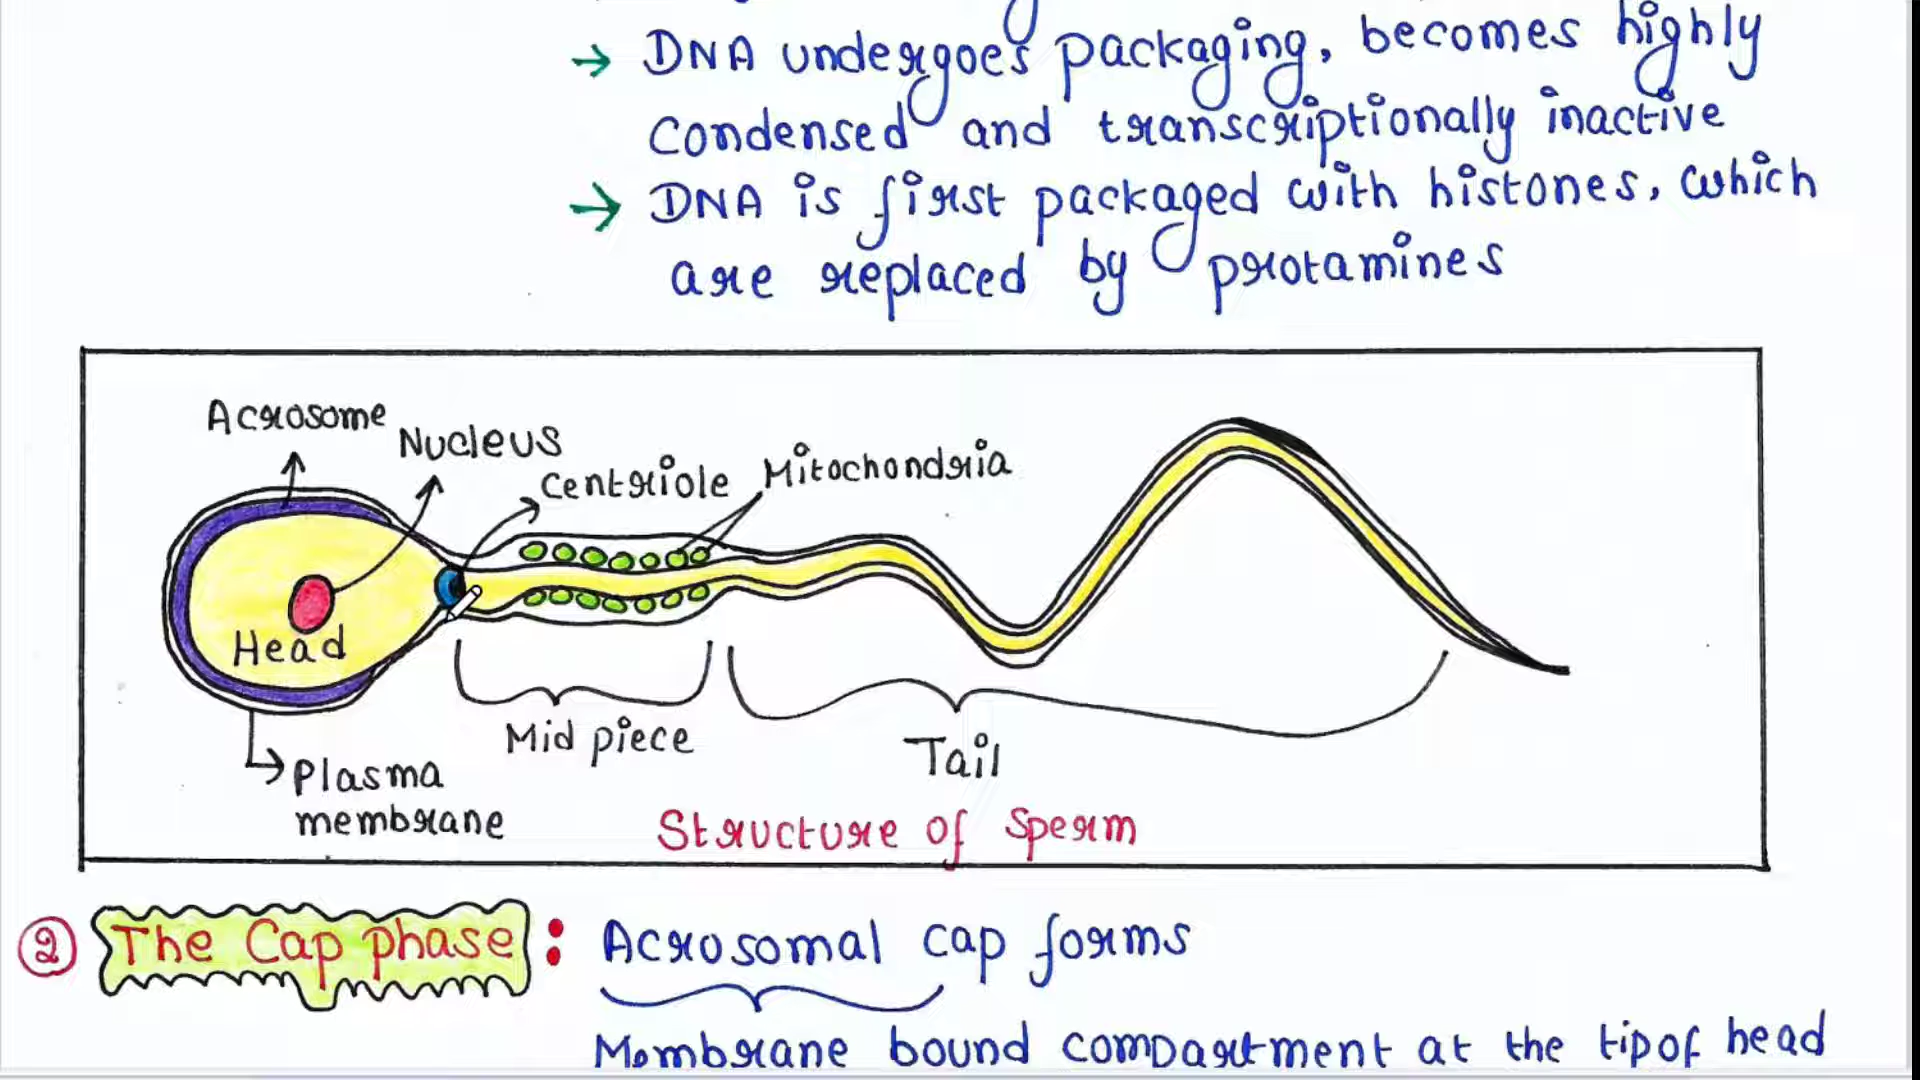 → DNA undergoes packaging, becomes highly
condensed and transcriptionally inactive
→ DNA is first packaged with histones, which
are replaced by protamines
Acrosome
Nucleus
Centriole
Mitochondria
Head
Mid piece
Tail
Plasma
membrane
Structure of sperm
② The Cap phase : Acrosomal cap forms
Membrane bound compartment at the tip of head